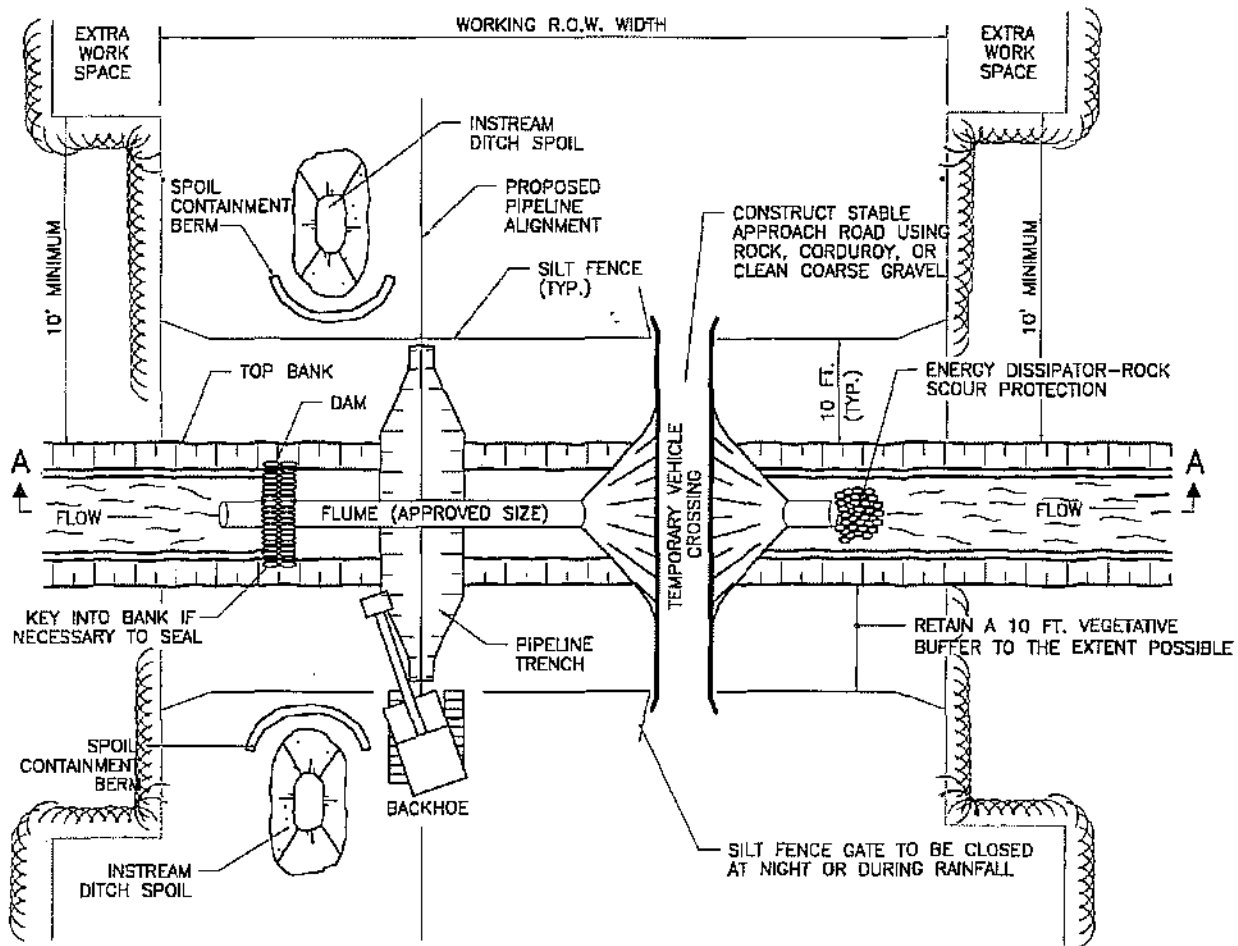 WORKING R.O.W. WIDTH
EXTRA
WORK
SPACE
EXTRA
WORK
SPACE
INSTREAM
DITCH SPOIL
SPOIL
CONTAINMENT
BERM
PROPOSED
PIPELINE
ALIGNMENT
CONSTRUCT STABLE
APPROACH ROAD USING
ROCK, CORDUROY, OR
CLEAN COARSE GRAVEL
SILT FENCE
(TYP.)
10' MINIMUM
10' MINIMUM
TOP BANK
DAM
10 FT.
(TYP.)
ENERGY DISSIPATOR-ROCK
SCOUR PROTECTION
A
A
FLOW
FLUME (APPROVED SIZE)
TEMPORARY VEHICLE
CROSSING
FLOW
KEY INTO BANK IF
NECESSARY TO SEAL
PIPELINE
TRENCH
RETAIN A 10 FT. VEGETATIVE
BUFFER TO THE EXTENT POSSIBLE
SPOIL
CONTAINMENT
BERM
BACKHOE
INSTREAM
DITCH SPOIL
SILT FENCE GATE TO BE CLOSED
AT NIGHT OR DURING RAINFALL